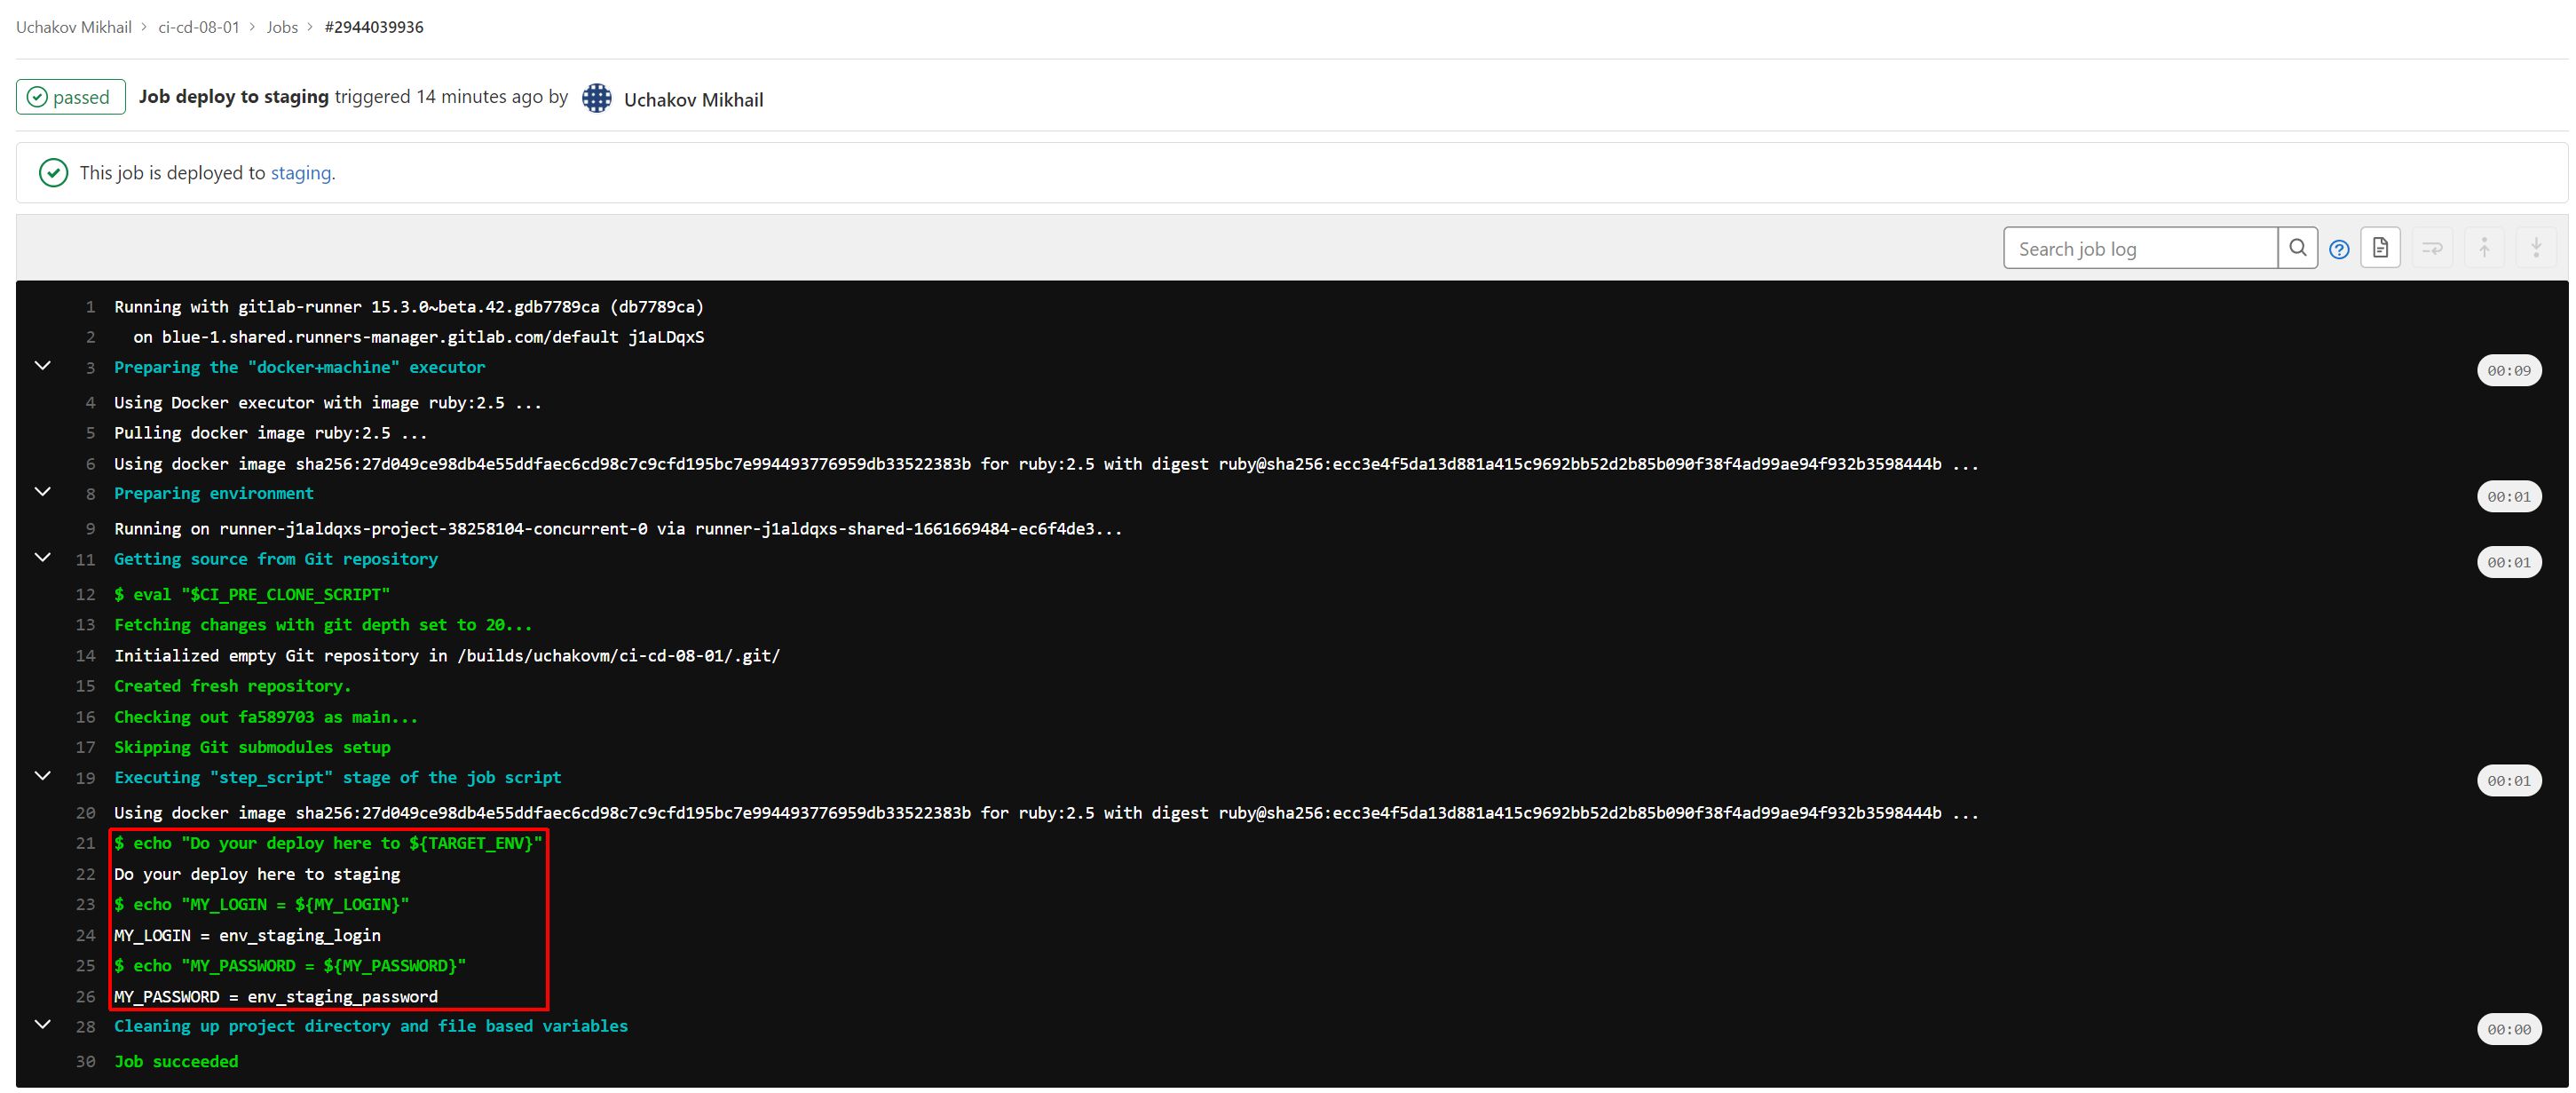 Uchakov Mikhail > ci-cd-08-01 > Jobs > #2944039936
passed Job deploy to staging triggered 14 minutes ago by Uchakov Mikhail
This job is deployed to staging.
Search job log
1 Running with gitlab-runner 15.3.0~beta.42.gdb7789ca (db7789ca)
2 on blue-1.shared.runners-manager.gitlab.com/default j1aLDqxS
3 Preparing the "docker+machine" executor 00:09
4 Using Docker executor with image ruby:2.5 ...
5 Pulling docker image ruby:2.5 ...
6 Using docker image sha256:27d049ce98db4e55ddfaec6cd98c7c9cfd195bc7e994493776959db33522383b for ruby:2.5 with digest ruby@sha256:ecc3e4f5da13d881a415c9692bb52d2b85b090f38f4ad99ae94f932b3598444b ...
8 Preparing environment 00:01
9 Running on runner-j1aldqxs-project-38258104-concurrent-0 via runner-j1aldqxs-shared-1661669484-ec6f4de3...
11 Getting source from Git repository 00:01
12 $ eval "$CI_PRE_CLONE_SCRIPT"
13 Fetching changes with git depth set to 20...
14 Initialized empty Git repository in /builds/uchakovm/ci-cd-08-01/.git/
15 Created fresh repository.
16 Checking out fa589703 as main...
17 Skipping Git submodules setup
19 Executing "step_script" stage of the job script 00:01
20 Using docker image sha256:27d049ce98db4e55ddfaec6cd98c7c9cfd195bc7e994493776959db33522383b for ruby:2.5 with digest ruby@sha256:ecc3e4f5da13d881a415c9692bb52d2b85b090f38f4ad99ae94f932b3598444b ...
21 $ echo "Do your deploy here to ${TARGET_ENV}"
22 Do your deploy here to staging
23 $ echo "MY_LOGIN = ${MY_LOGIN}"
24 MY_LOGIN = env_staging_login
25 $ echo "MY_PASSWORD = ${MY_PASSWORD}"
26 MY_PASSWORD = env_staging_password
28 Cleaning up project directory and file based variables 00:00
30 Job succeeded